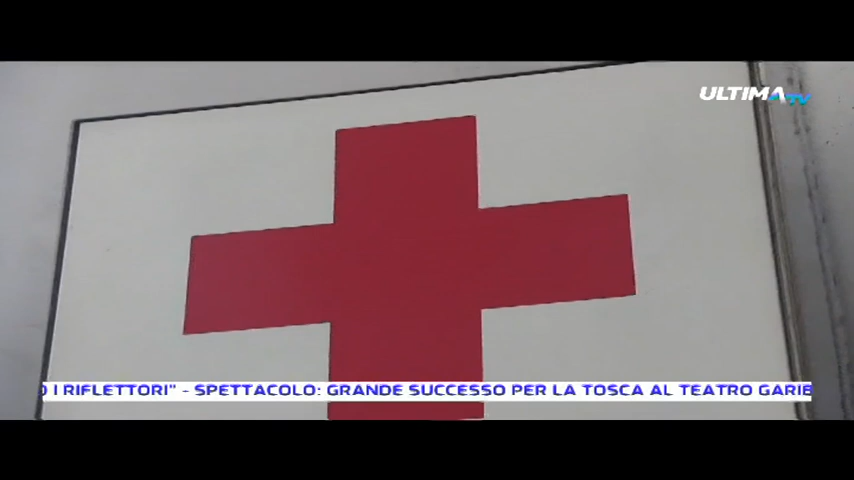 ULTIMA TV
I RIFLETTORI" - SPETTACOLO: GRANDE SUCCESSO PER LA TOSCA AL TEATRO